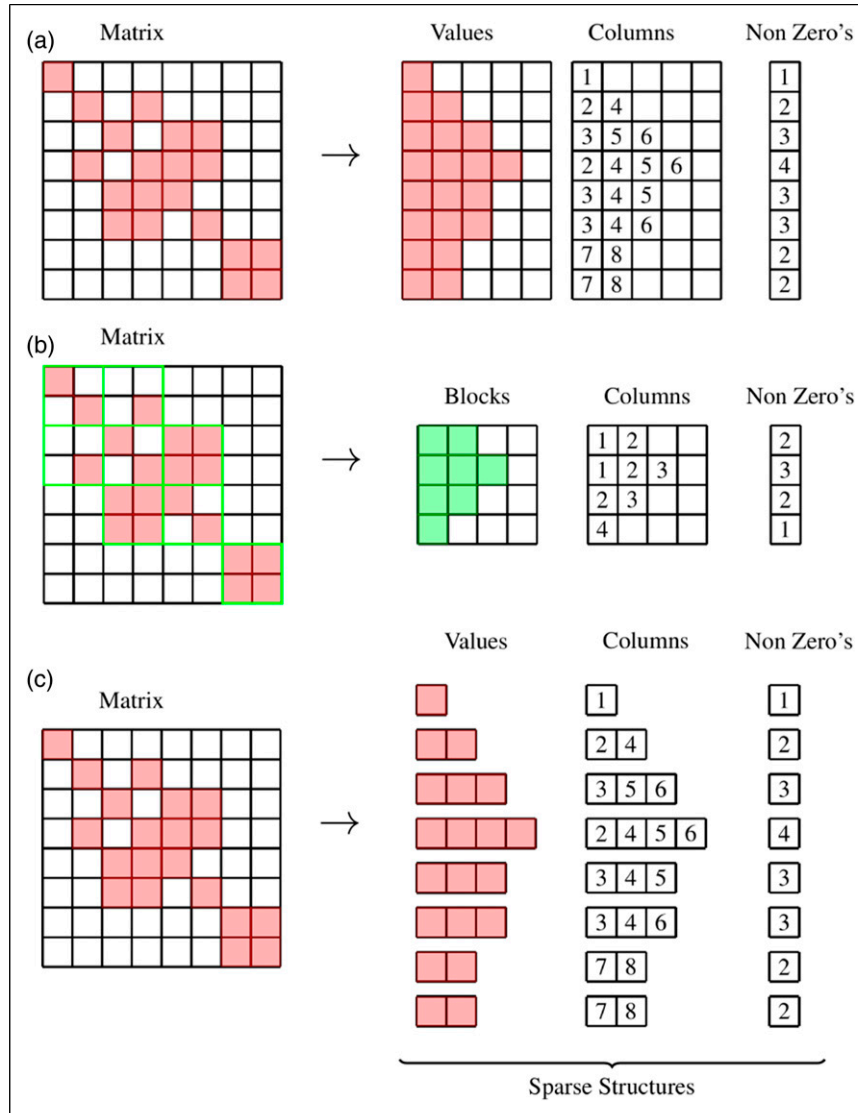 (a) Matrix Values Columns Non Zero's
1 1
2 4 2
3 5 6 3
2 4 5 6 4
3 4 5 3
3 4 6 3
7 8 2
7 8 2
(b) Matrix
Blocks Columns Non Zero's
1 2 2
1 2 3 3
2 3 2
4 1
Values Columns Non Zero's
(c) Matrix
1 1
2 4 2
3 5 6 3
2 4 5 6 4
3 4 5 3
3 4 6 3
7 8 2
7 8 2
Sparse Structures